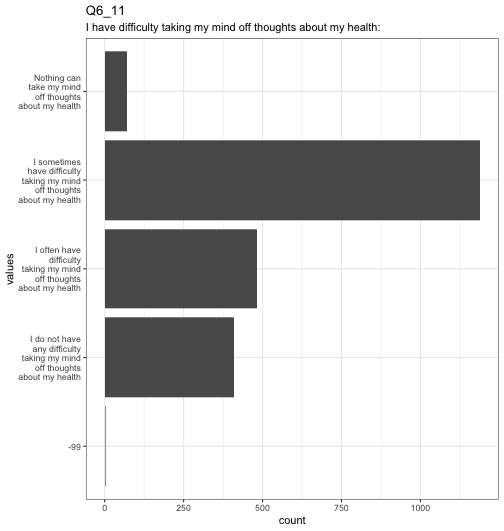 Q6_11
I have difficulty taking my mind off thoughts about my health:
Nothing can
take my mind
off thoughts
about my health
I sometimes
have difficulty
taking my mind
off thoughts
about my health
I often have
difficulty
taking my mind
off thoughts
about my health
I do not have
any difficulty
taking my mind
off thoughts
about my health
-99
values
0 250 500 750 1000
count